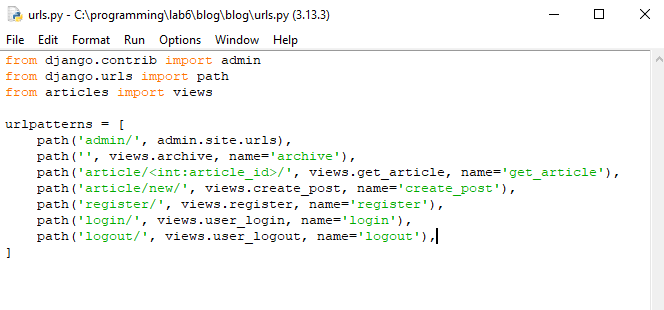 urls.py - C:\programming\lab6\blog\blog\urls.py (3.13.3)
File Edit Format Run Options Window Help
from django.contrib import admin
from django.urls import path
from articles import views
urlpatterns = [
    path('admin/', admin.site.urls),
    path('', views.archive, name='archive'),
    path('article/<int:article_id>/', views.get_article, name='get_article'),
    path('article/new/', views.create_post, name='create_post'),
    path('register/', views.register, name='register'),
    path('login/', views.user_login, name='login'),
    path('logout/', views.user_logout, name='logout'),
]